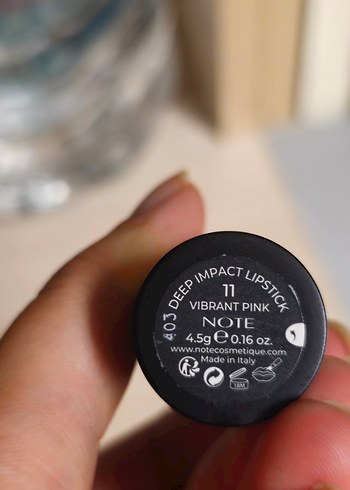 DEEP IMPACT LIPSTICK
11
VIBRANT PINK
NOTE
4.5g ℮ 0.16 oz.
www.notecosmetique.com
Made in Italy
18M
403